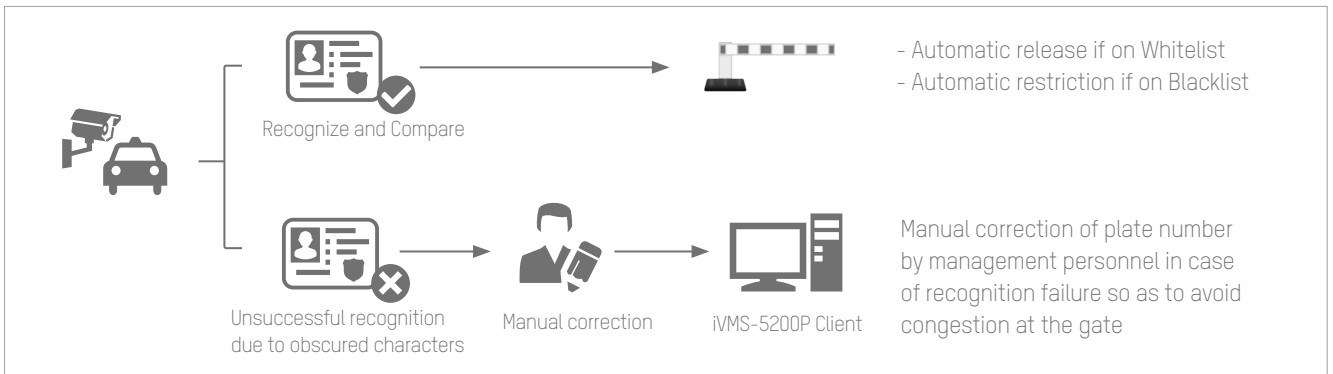 - Automatic release if on Whitelist
- Automatic restriction if on Blacklist
Recognize and Compare
Unsuccessful recognition
due to obscured characters
Manual correction
iVMS-5200P Client
Manual correction of plate number
by management personnel in case
of recognition failure so as to avoid
congestion at the gate